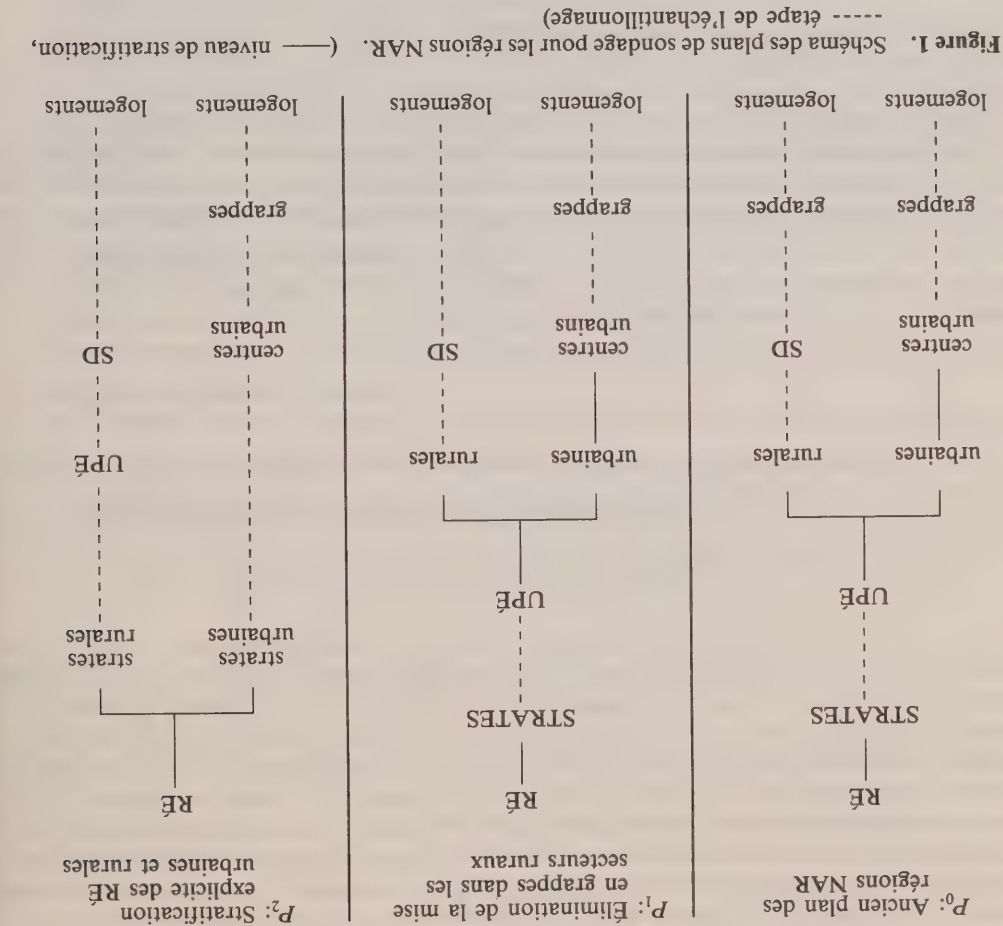 P₀: Ancien plan des
régions NAR
RÉ
STRATES
UPÉ
urbaines rurales
centres
urbains
SD
grappes grappes
logements logements
P₁: Élimination de la mise
en grappes dans les
secteurs ruraux
RÉ
STRATES
UPÉ
urbaines rurales
centres
urbains
SD
grappes
logements logements
P₂: Stratification
explicite des RÉ
urbaines et rurales
RÉ
strates
urbaines
strates
rurales
UPÉ
centres
urbains
SD
grappes
logements logements
Figure 1. Schéma des plans de sondage pour les régions NAR. (—— niveau de stratification,
----- étape de l'échantillonnage)